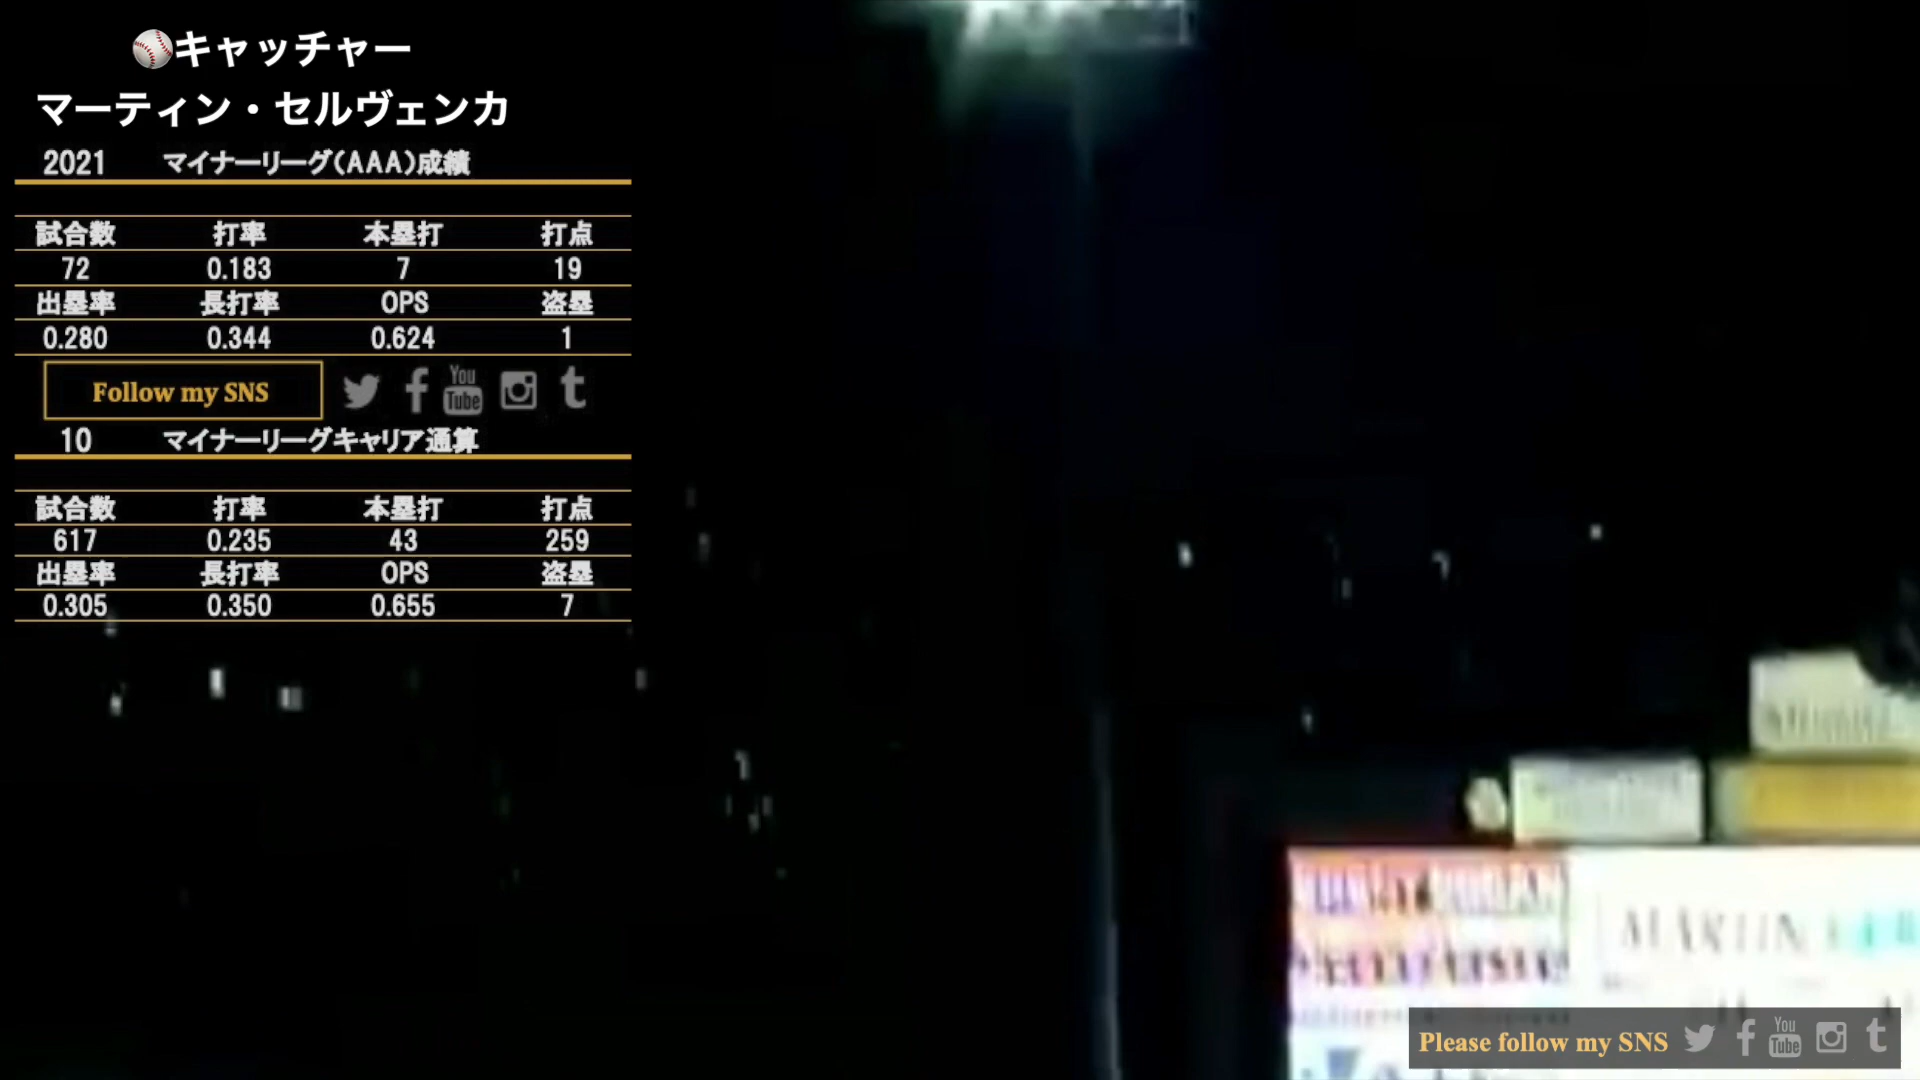 キャッチャー
マーティン・セルヴェンカ
2021 マイナーリーグ(AAA)成績
試合数 打率 本塁打 打点
72 0.183 7 19
出塁率 長打率 OPS 盗塁
0.280 0.344 0.624 1
Follow my SNS You Tube
10 マイナーリーグキャリア通算
試合数 打率 本塁打 打点
617 0.235 43 259
出塁率 長打率 OPS 盗塁
0.305 0.350 0.655 7
MARTIN
Please follow my SNS You Tube